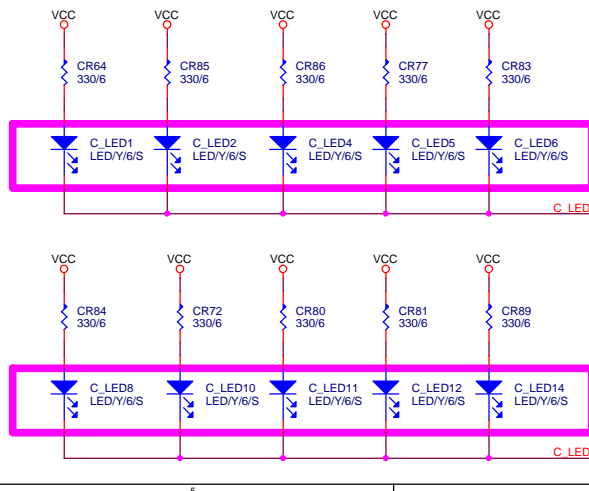 VCC VCC VCC VCC VCC
CR64 CR85 CR86 CR77 CR83
330/6 330/6 330/6 330/6 330/6
C_LED1 C_LED2 C_LED4 C_LED5 C_LED6
LED/Y/6/S LED/Y/6/S LED/Y/6/S LED/Y/6/S LED/Y/6/S
C_LED
VCC VCC VCC VCC VCC
CR84 CR72 CR80 CR81 CR89
330/6 330/6 330/6 330/6 330/6
C_LED8 C_LED10 C_LED11 C_LED12 C_LED14
LED/Y/6/S LED/Y/6/S LED/Y/6/S LED/Y/6/S LED/Y/6/S
C_LED